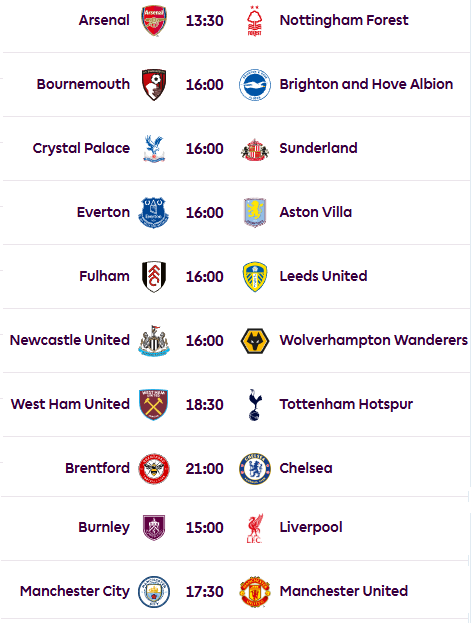 Arsenal 13:30 Nottingham Forest
Bournemouth 16:00 Brighton and Hove Albion
Crystal Palace 16:00 Sunderland
Everton 16:00 Aston Villa
Fulham 16:00 Leeds United
Newcastle United 16:00 Wolverhampton Wanderers
West Ham United 18:30 Tottenham Hotspur
Brentford 21:00 Chelsea
Burnley 15:00 Liverpool
Manchester City 17:30 Manchester United